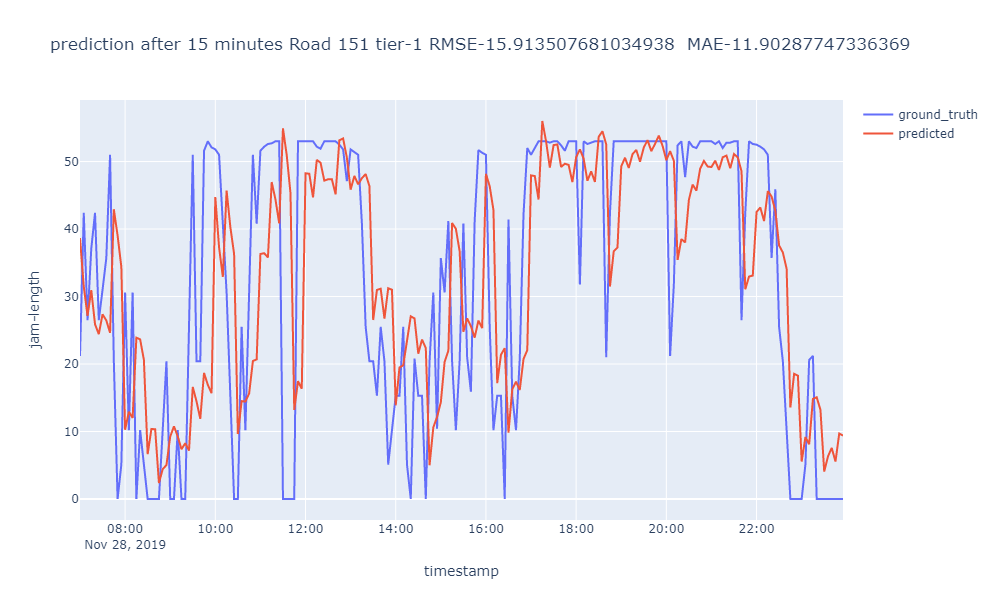 prediction after 15 minutes Road 151 tier-1 RMSE-15.913507681034938  MAE-11.90287747336369
ground_truth
predicted
50
40
30
20
10
0
jam-length
08:00 10:00 12:00 14:00 16:00 18:00 20:00 22:00
Nov 28, 2019
timestamp